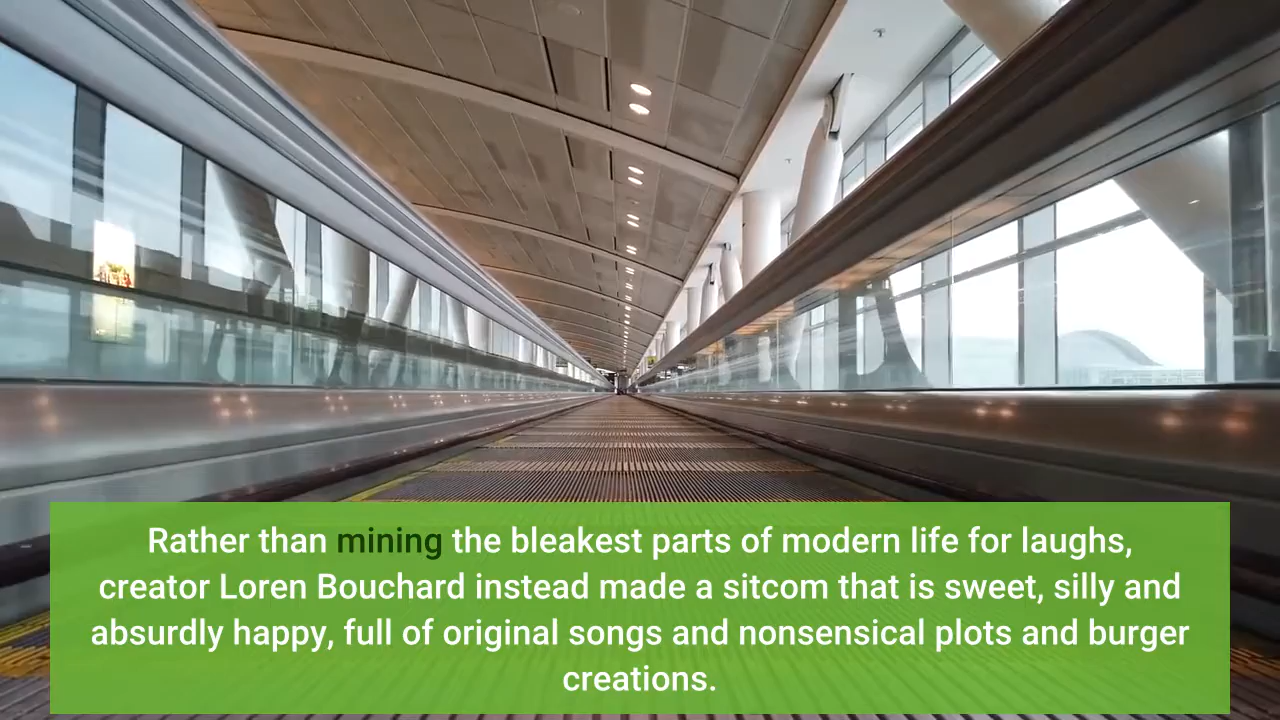 Rather than mining the bleakest parts of modern life for laughs,
creator Loren Bouchard instead made a sitcom that is sweet, silly and
absurdly happy, full of original songs and nonsensical plots and burger
creations.